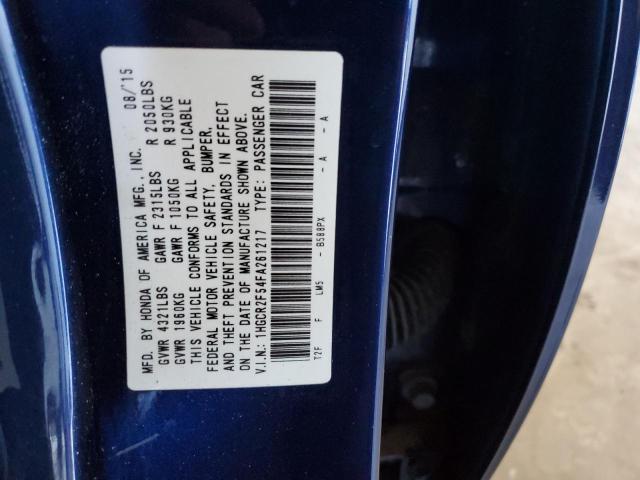 MFD. BY HONDA OF AMERICA MFG., INC. 08/'15
GVWR 4321LBS GAWR F 2315LBS R 2050LBS
GVWR 1960KG GAWR F 1050KG R 930KG
THIS VEHICLE CONFORMS TO ALL APPLICABLE
FEDERAL MOTOR VEHICLE SAFETY, BUMPER,
AND THEFT PREVENTION STANDARDS IN EFFECT
ON THE DATE OF MANUFACTURE SHOWN ABOVE.
V.I.N.: 1HGCR2F54FA261217 TYPE: PASSENGER CAR
T2F F LM5 - B588PX - A - A